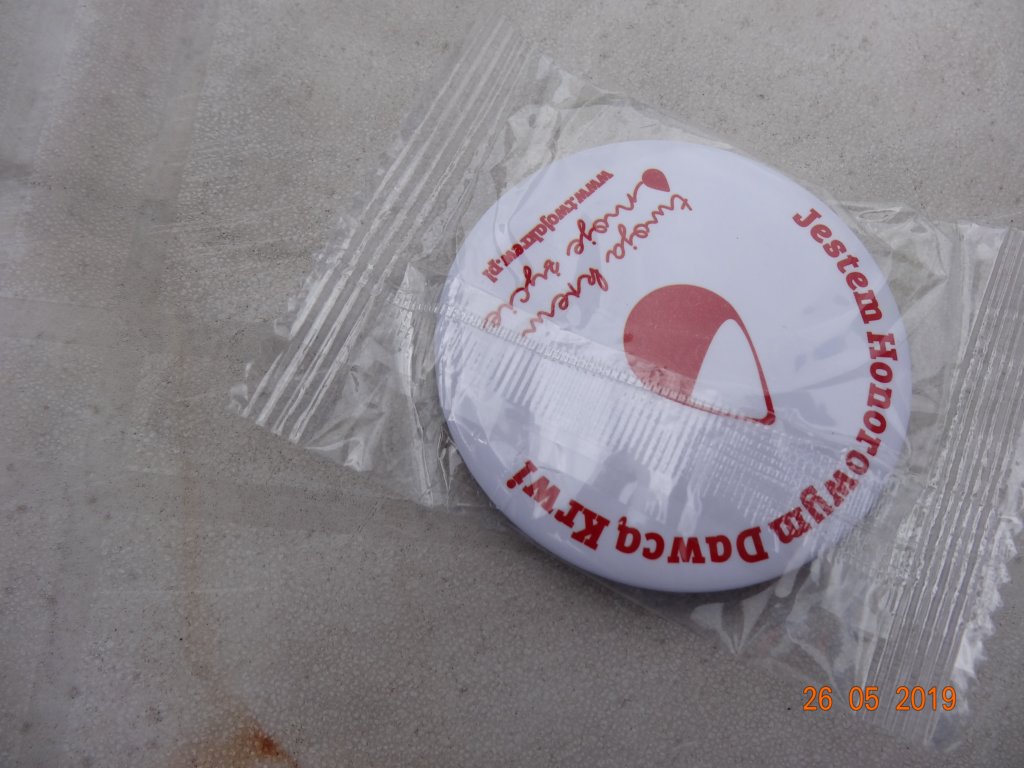 Jestem Honorowym Dawcą Krwi
twoja krew
moje życie
www.twojakrew.pl
26 05 2019